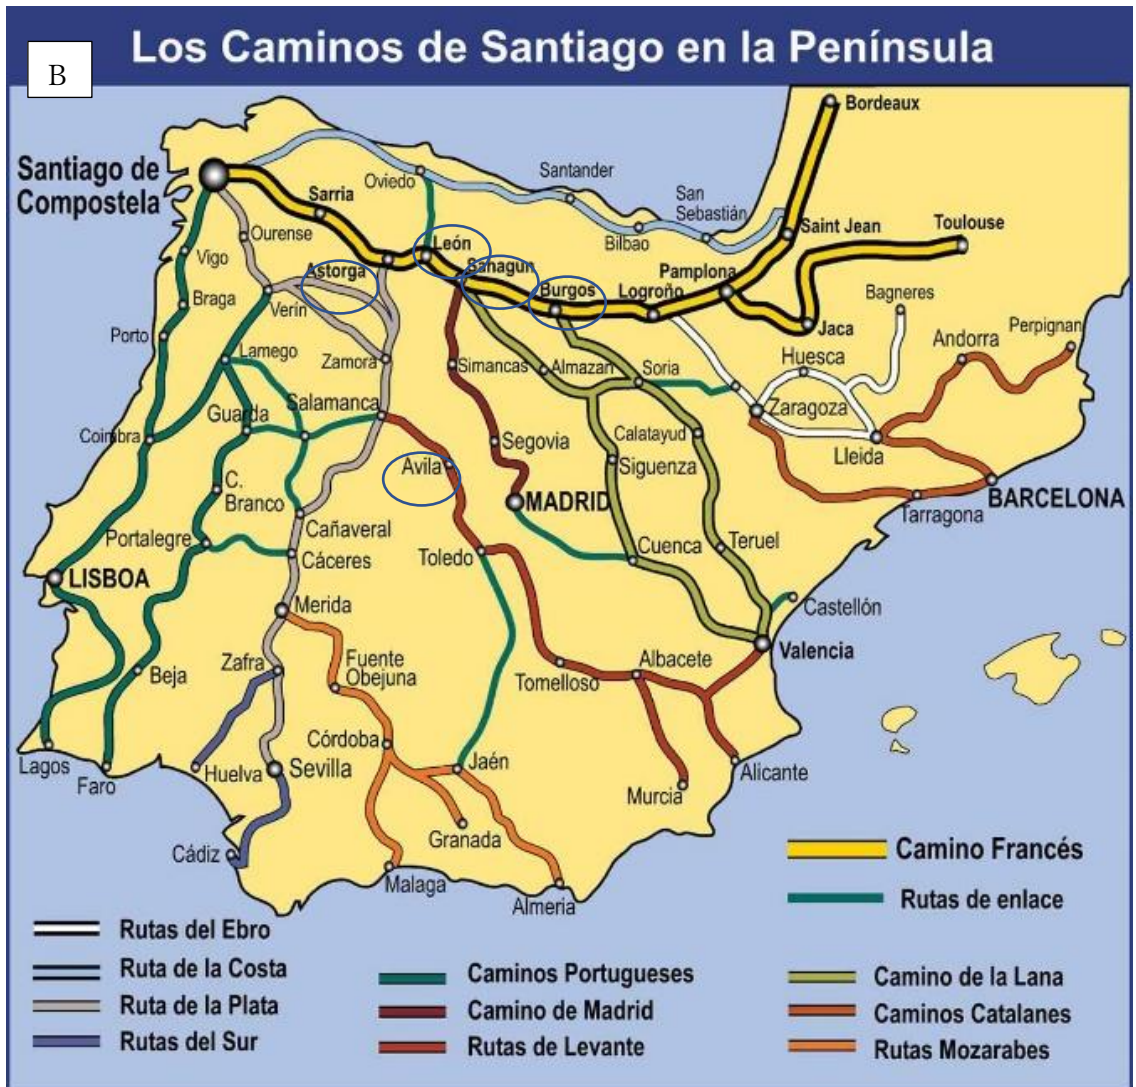 Los Caminos de Santiago en la Península
B
Bordeaux
Santiago de
Compostela
Oviedo
Santander
San
Sebastián
Sarria
Bilbao
Saint Jean
Toulouse
Ourense
León
Vigo
Astorga
Sahagun
Pamplona
Burgos
Logroño
Bagneres
Braga
Verín
Jaca
Porto
Andorra
Perpignan
Lamego
Zamora
Simancas
Almazan
Soria
Huesca
Salamanca
Guarda
Zaragoza
Coimbra
Segovia
Calatayud
Lleida
Avila
Siguenza
C.
Branco
MADRID
BARCELONA
Cañaveral
Tarragona
Portalegre
Cáceres
Toledo
Cuenca
Teruel
LISBOA
Merida
Castellón
Zafra
Fuente
Obejuna
Albacete
Valencia
Beja
Tomelloso
Córdoba
Lagos
Faro
Huelva
Sevilla
Jaén
Alicante
Murcia
Granada
Cádiz
Malaga
Almeria
Camino Francés
Rutas de enlace
Rutas del Ebro
Ruta de la Costa
Ruta de la Plata
Rutas del Sur
Caminos Portugueses
Camino de Madrid
Rutas de Levante
Camino de la Lana
Caminos Catalanes
Rutas Mozarabes